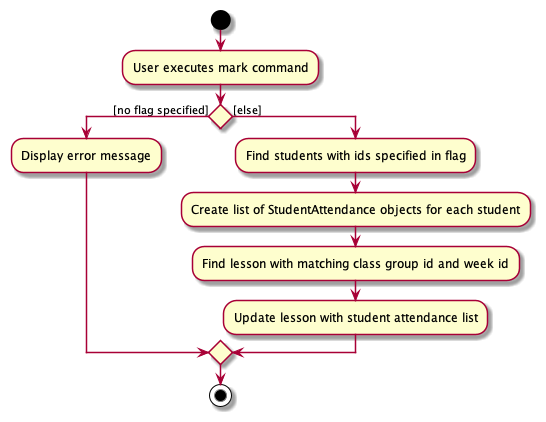 User executes mark command
[no flag specified]
[else]
Display error message
Find students with ids specified in flag
Create list of StudentAttendance objects for each student
Find lesson with matching class group id and week id
Update lesson with student attendance list